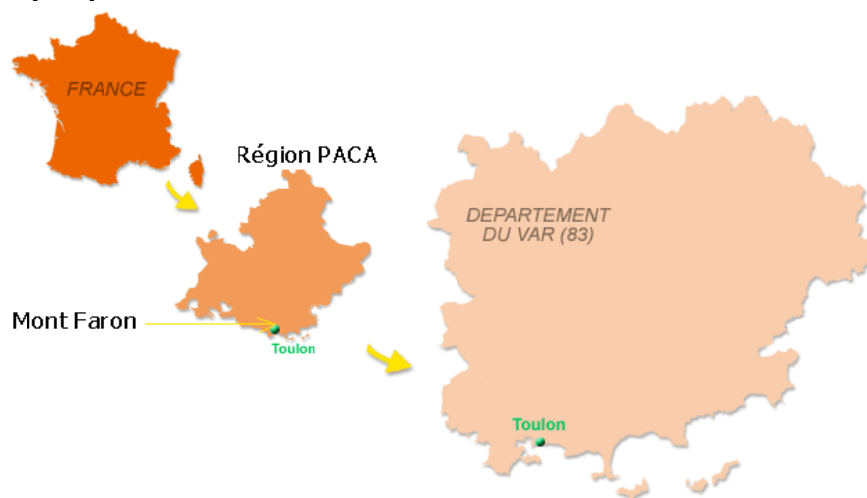 FRANCE
Région PACA
Mont Faron
Toulon
DEPARTEMENT
DU VAR (83)
Toulon